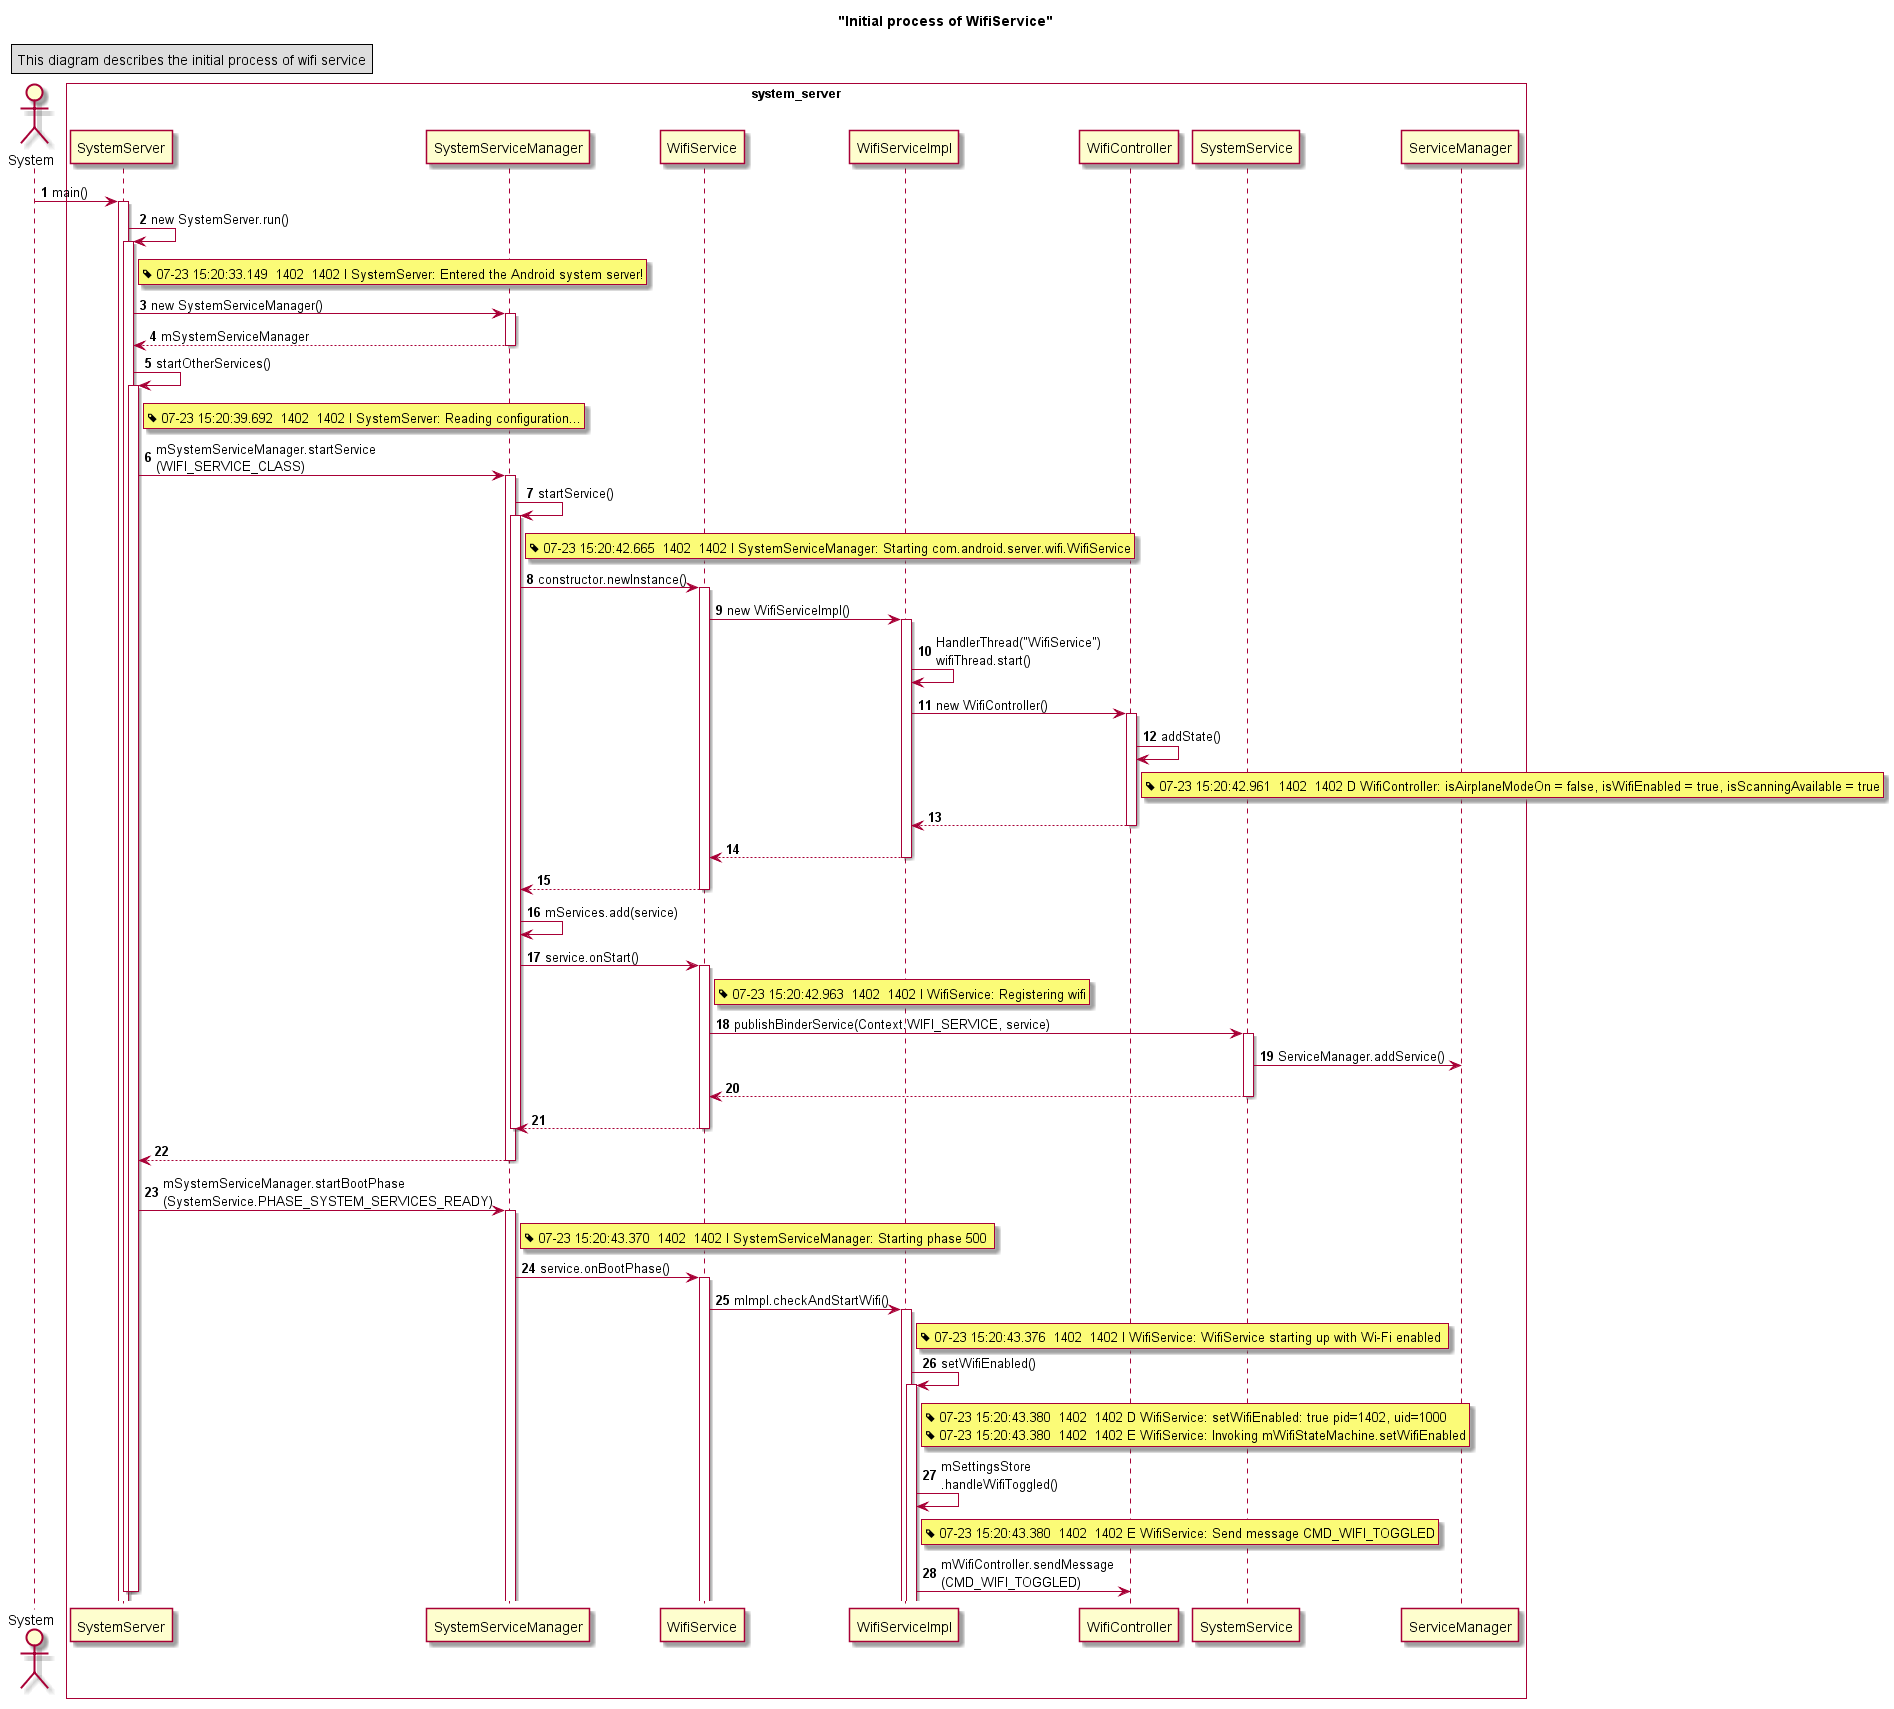 "Initial process of WifiService"
This diagram describes the initial process of wifi service
system_server
System
SystemServer
SystemServiceManager
WifiService
WifiServiceImpl
WifiController
SystemService
ServiceManager
1 main()
2 new SystemServer.run()
07-23 15:20:33.149  1402  1402 I SystemServer: Entered the Android system server!
3 new SystemServiceManager()
4 mSystemServiceManager
5 startOtherServices()
07-23 15:20:39.692  1402  1402 I SystemServer: Reading configuration...
6 mSystemServiceManager.startService
(WIFI_SERVICE_CLASS)
7 startService()
07-23 15:20:42.665  1402  1402 I SystemServiceManager: Starting com.android.server.wifi.WifiService
8 constructor.newInstance()
9 new WifiServiceImpl()
10 HandlerThread("WifiService")
wifiThread.start()
11 new WifiController()
12 addState()
07-23 15:20:42.961  1402  1402 D WifiController: isAirplaneModeOn = false, isWifiEnabled = true, isScanningAvailable = true
13
14
15
16 mServices.add(service)
17 service.onStart()
07-23 15:20:42.963  1402  1402 I WifiService: Registering wifi
18 publishBinderService(Context.WIFI_SERVICE, service)
19 ServiceManager.addService()
20
21
22
23 mSystemServiceManager.startBootPhase
(SystemService.PHASE_SYSTEM_SERVICES_READY)
07-23 15:20:43.370  1402  1402 I SystemServiceManager: Starting phase 500
24 service.onBootPhase()
25 mImpl.checkAndStartWifi()
07-23 15:20:43.376  1402  1402 I WifiService: WifiService starting up with Wi-Fi enabled
26 setWifiEnabled()
07-23 15:20:43.380  1402  1402 D WifiService: setWifiEnabled: true pid=1402, uid=1000
07-23 15:20:43.380  1402  1402 E WifiService: Invoking mWifiStateMachine.setWifiEnabled
27 mSettingsStore
.handleWifiToggled()
07-23 15:20:43.380  1402  1402 E WifiService: Send message CMD_WIFI_TOGGLED
28 mWifiController.sendMessage
(CMD_WIFI_TOGGLED)
System
SystemServer
SystemServiceManager
WifiService
WifiServiceImpl
WifiController
SystemService
ServiceManager